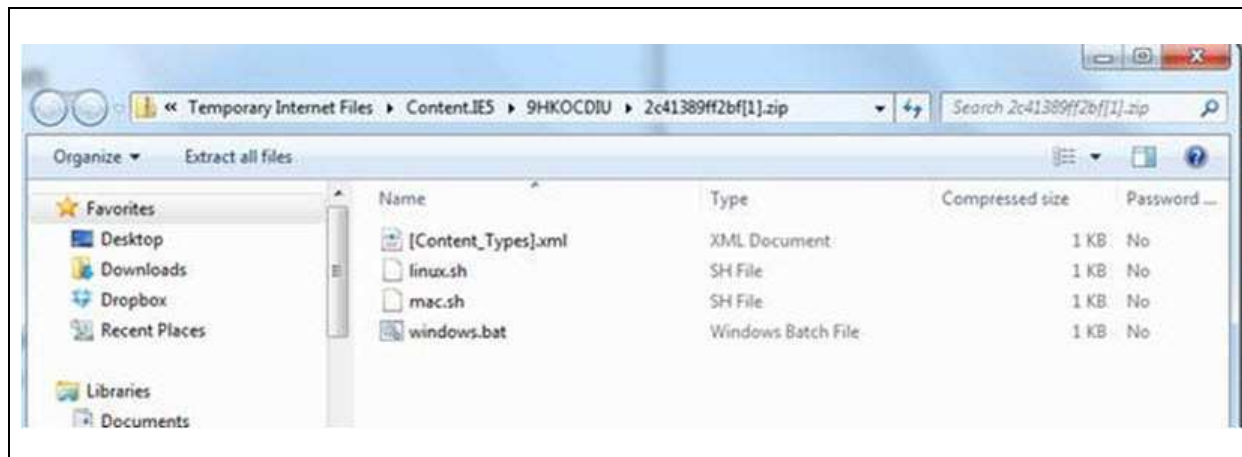 « Temporary Internet Files ▸ Content.IE5 ▸ 9HKOCDIU ▸ 2c41389ff2bf[1].zip
Search 2c41389ff2bf[1].zip
Organize ▾ Extract all files
Name Type Compressed size Password ...
Favorites
Desktop
Downloads
Dropbox
Recent Places
Libraries
Documents
[Content_Types].xml XML Document 1 KB No
linux.sh SH File 1 KB No
mac.sh SH File 1 KB No
windows.bat Windows Batch File 1 KB No